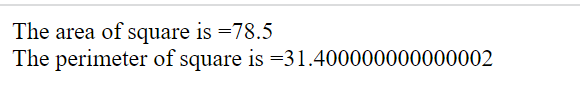 The area of square is =78.5
The perimeter of square is =31.400000000000002